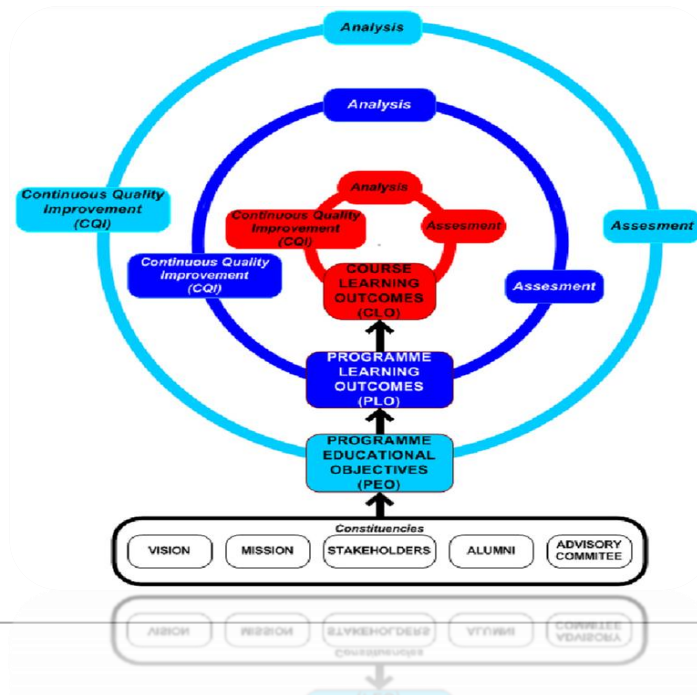 Analysis
Analysis
Analysis
Continuous Quality
Improvement
(CQI)
Continuous Quality
Improvement
(CQI)
Assesment
Assesment
Continuous Quality
Improvement
(CQI)
Assesment
COURSE
LEARNING
OUTCOMES
(CLO)
PROGRAMME
LEARNING
OUTCOMES
(PLO)
PROGRAMME
EDUCATIONAL
OBJECTIVES
(PEO)
Constituencies
VISION
MISSION
STAKEHOLDERS
ALUMNI
ADVISORY
COMMITEE